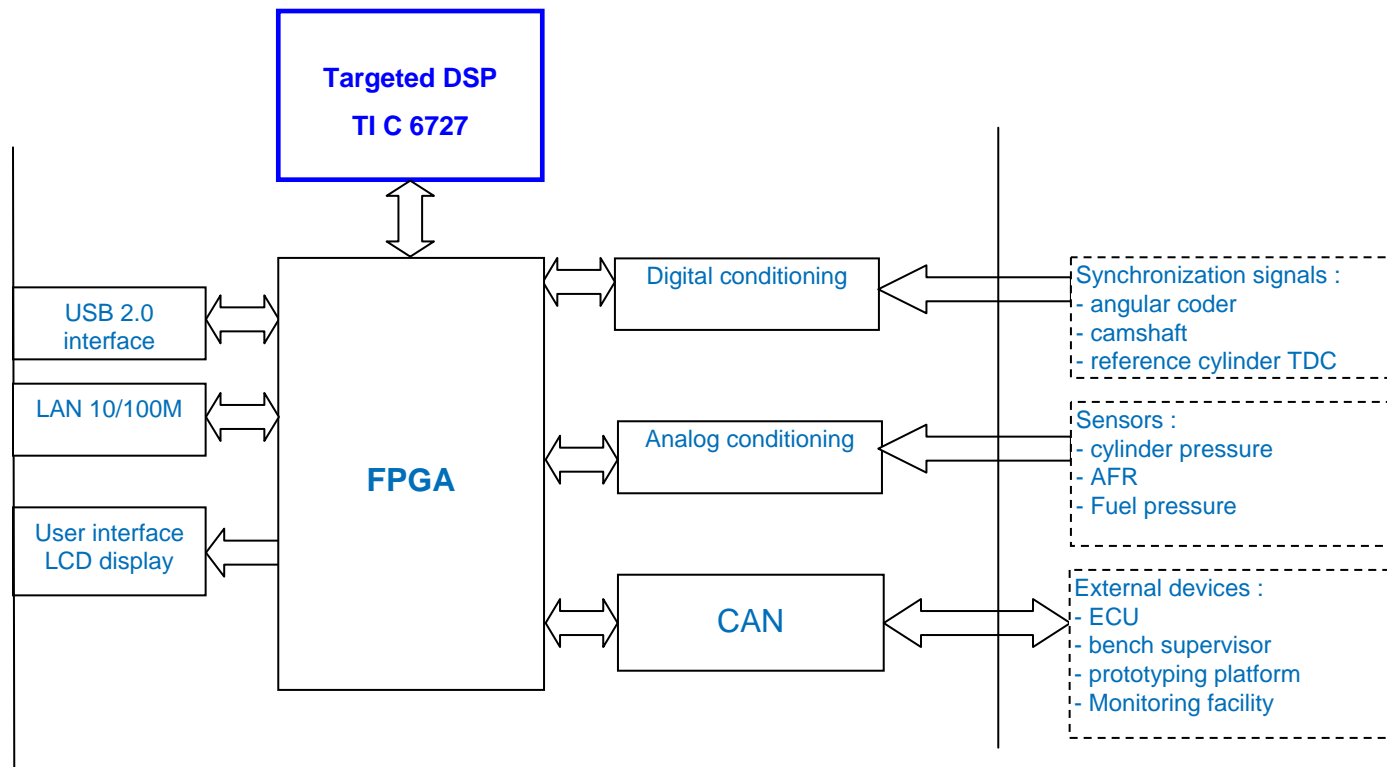 Targeted DSP
TI C 6727
USB 2.0
interface
LAN 10/100M
User interface
LCD display
FPGA
Digital conditioning
Analog conditioning
CAN
Synchronization signals :
- angular coder
- camshaft
- reference cylinder TDC
Sensors :
- cylinder pressure
- AFR
- Fuel pressure
External devices :
- ECU
- bench supervisor
- prototyping platform
- Monitoring facility